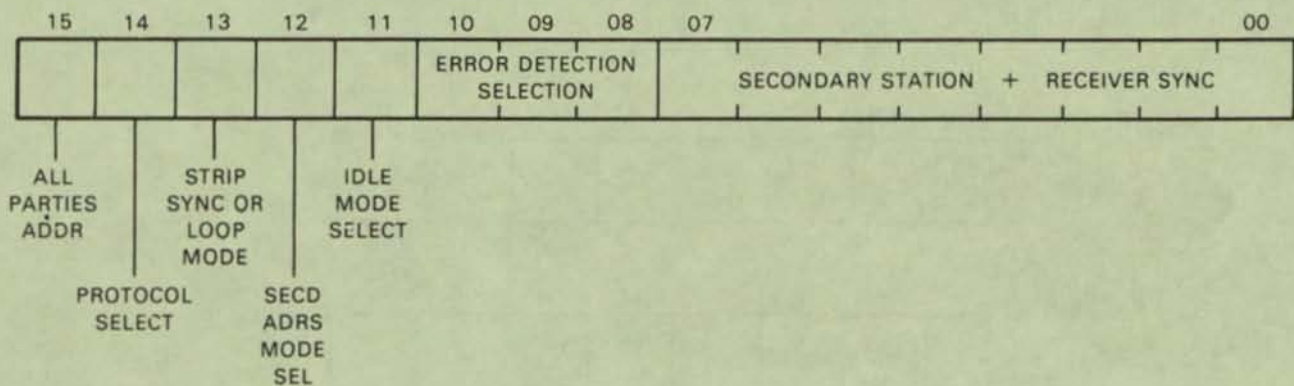 15 14 13 12 11 10 09 08 07 00
ERROR DETECTION
SELECTION
SECONDARY STATION + RECEIVER SYNC
ALL
PARTIES
ADDR
STRIP
SYNC OR
LOOP
MODE
IDLE
MODE
SELECT
PROTOCOL
SELECT
SECD
ADRS
MODE
SEL